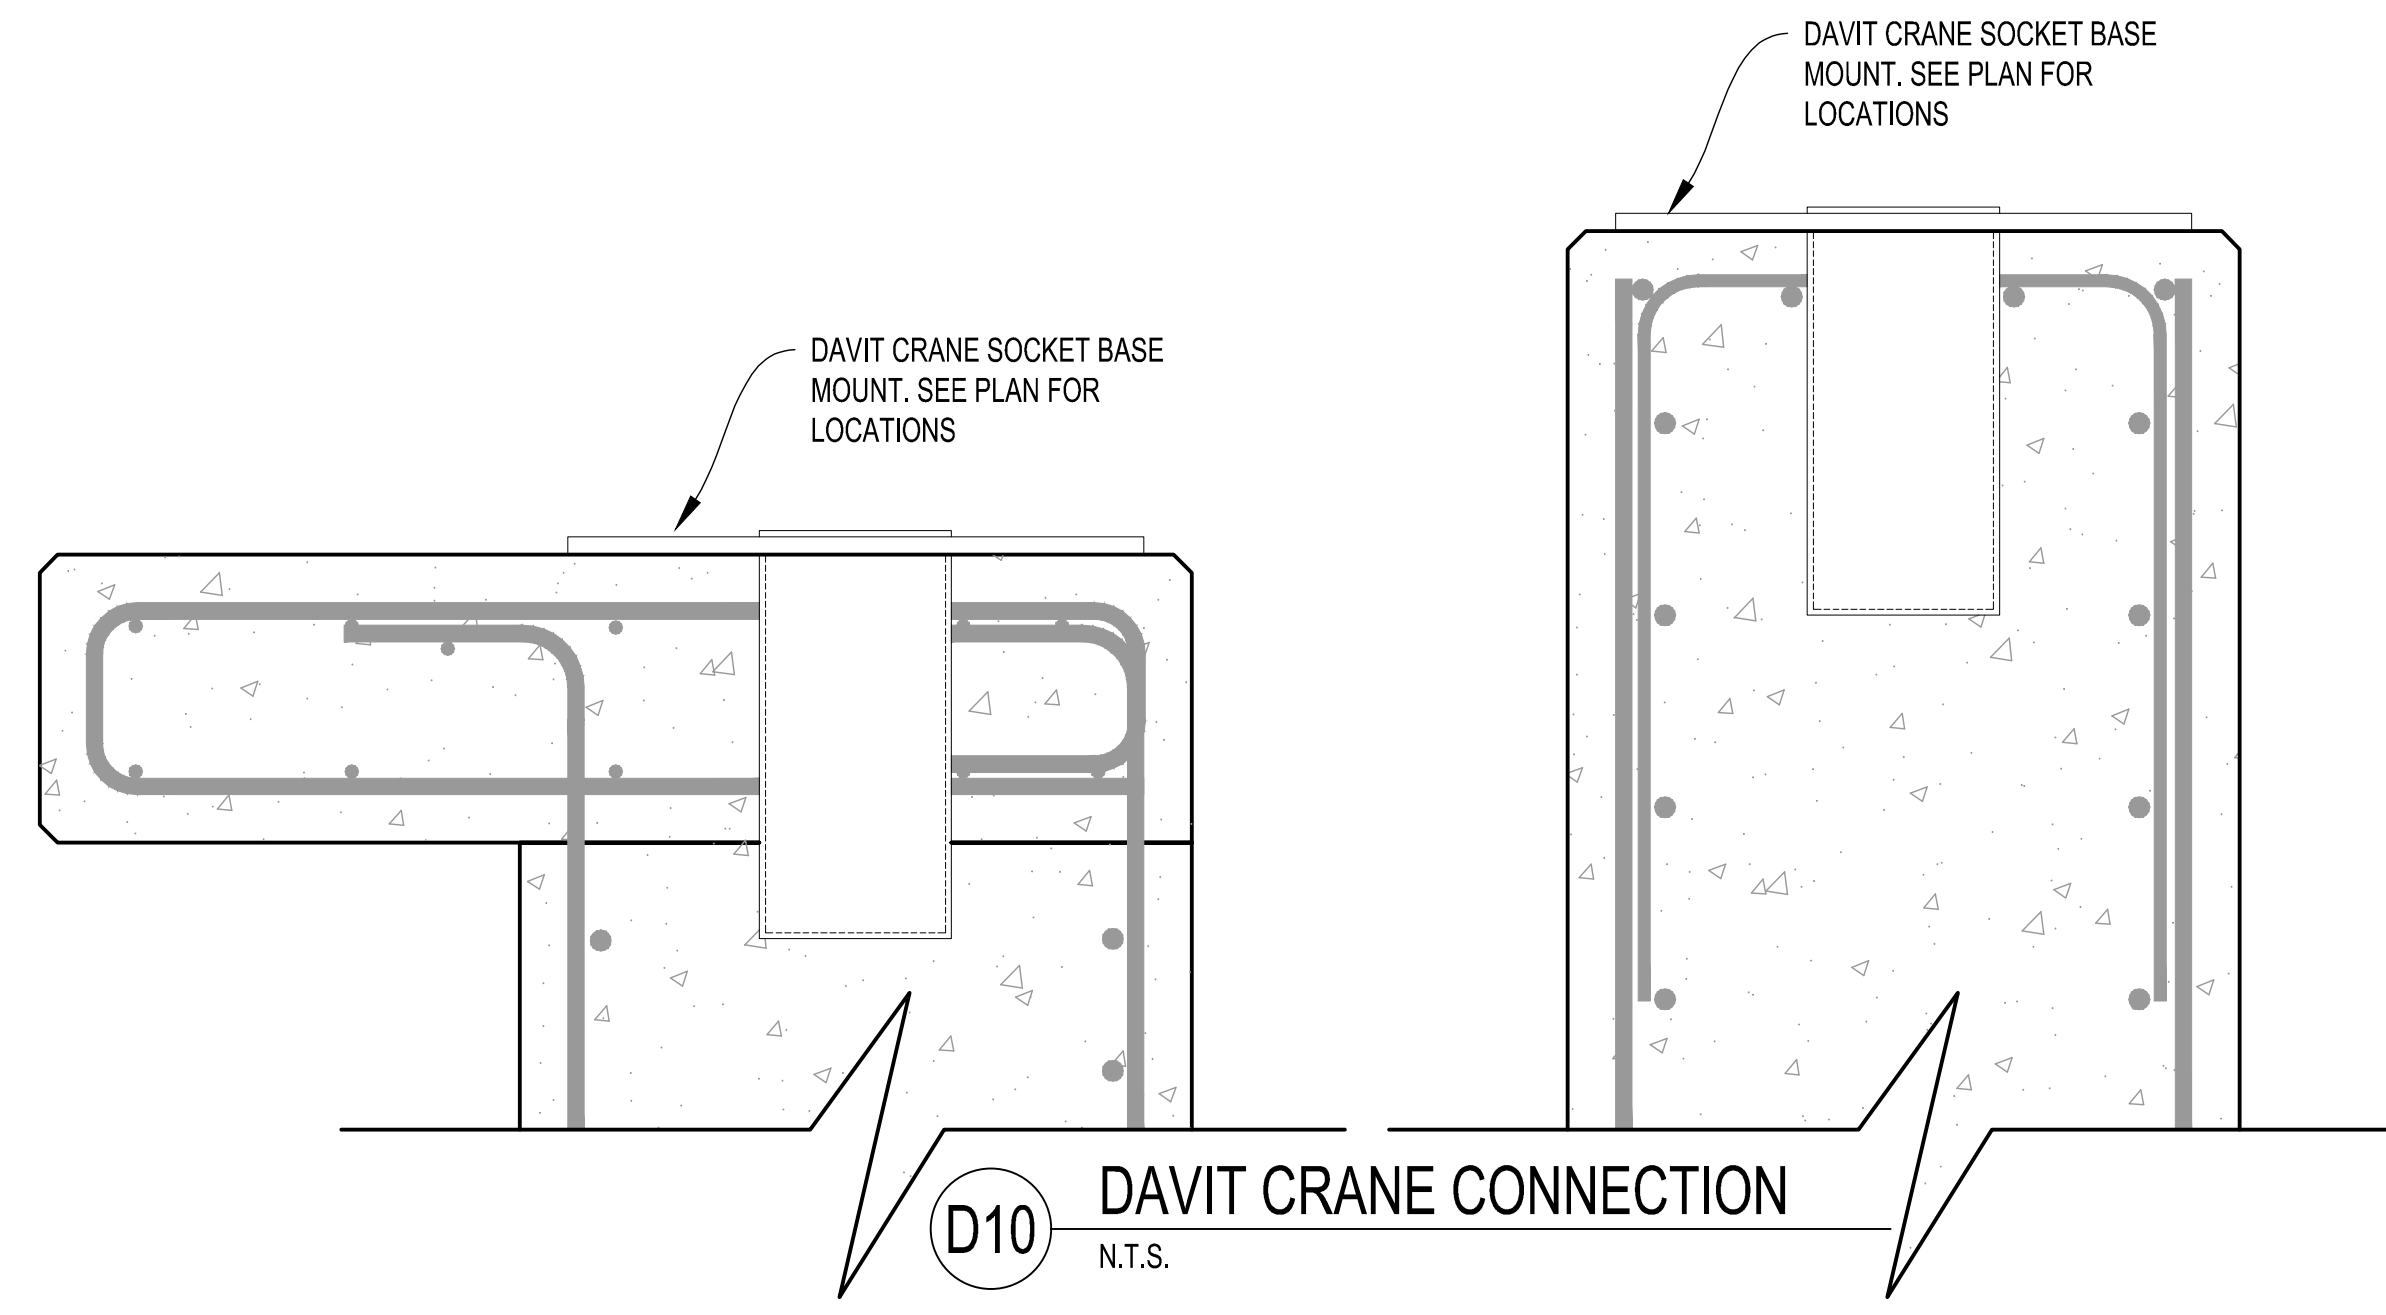 DAVIT CRANE SOCKET BASE
MOUNT. SEE PLAN FOR
LOCATIONS
DAVIT CRANE SOCKET BASE
MOUNT. SEE PLAN FOR
LOCATIONS
D10
DAVIT CRANE CONNECTION
N.T.S.